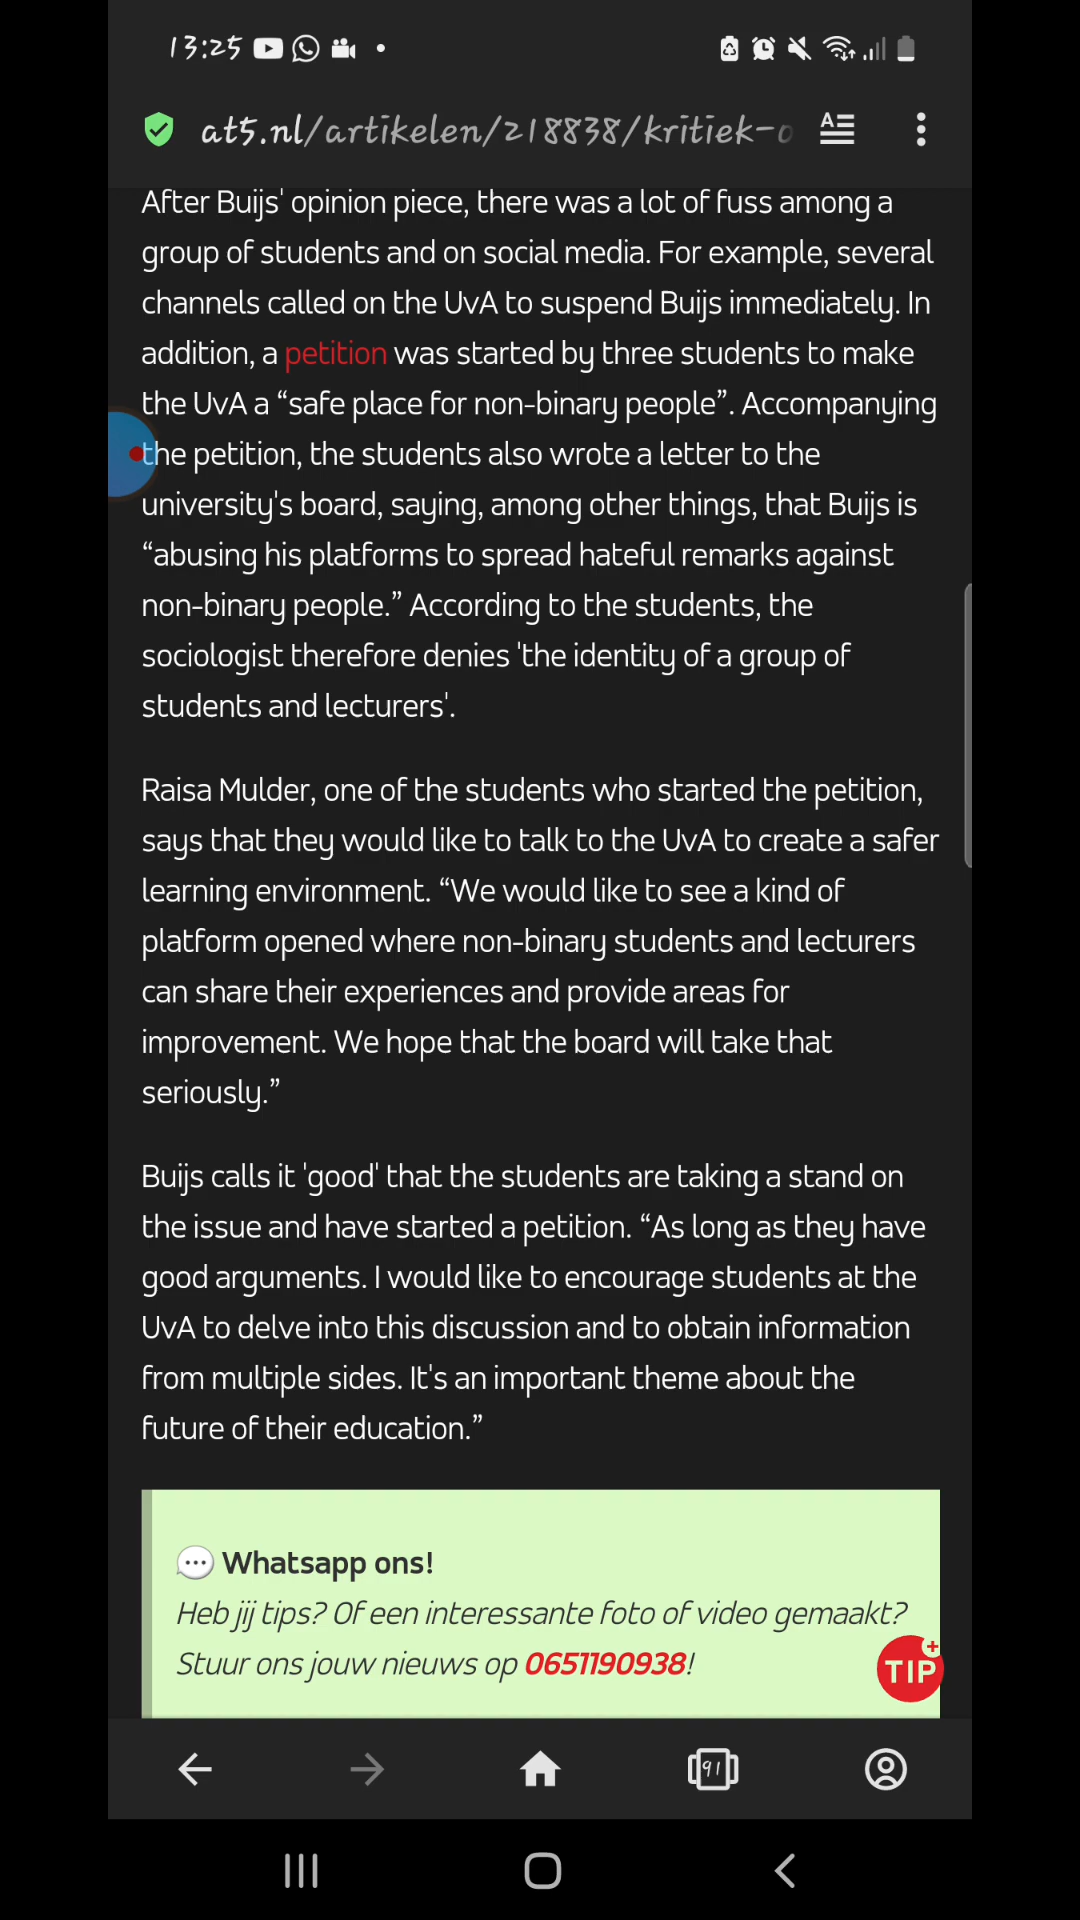 13:25
at5.nl/artikelen/218838/kritiek-o
After Buijs' opinion piece, there was a lot of fuss among a
group of students and on social media. For example, several
channels called on the UvA to suspend Buijs immediately. In
addition, a petition was started by three students to make
the UvA a “safe place for non-binary people”. Accompanying
the petition, the students also wrote a letter to the
university's board, saying, among other things, that Buijs is
“abusing his platforms to spread hateful remarks against
non-binary people.” According to the students, the
sociologist therefore denies 'the identity of a group of
students and lecturers'.
Raisa Mulder, one of the students who started the petition,
says that they would like to talk to the UvA to create a safer
learning environment. “We would like to see a kind of
platform opened where non-binary students and lecturers
can share their experiences and provide areas for
improvement. We hope that the board will take that
seriously.”
Buijs calls it 'good' that the students are taking a stand on
the issue and have started a petition. “As long as they have
good arguments. I would like to encourage students at the
UvA to delve into this discussion and to obtain information
from multiple sides. It's an important theme about the
future of their education.”
Whatsapp ons!
Heb jij tips? Of een interessante foto of video gemaakt?
Stuur ons jouw nieuws op 0651190938!
TIP
91